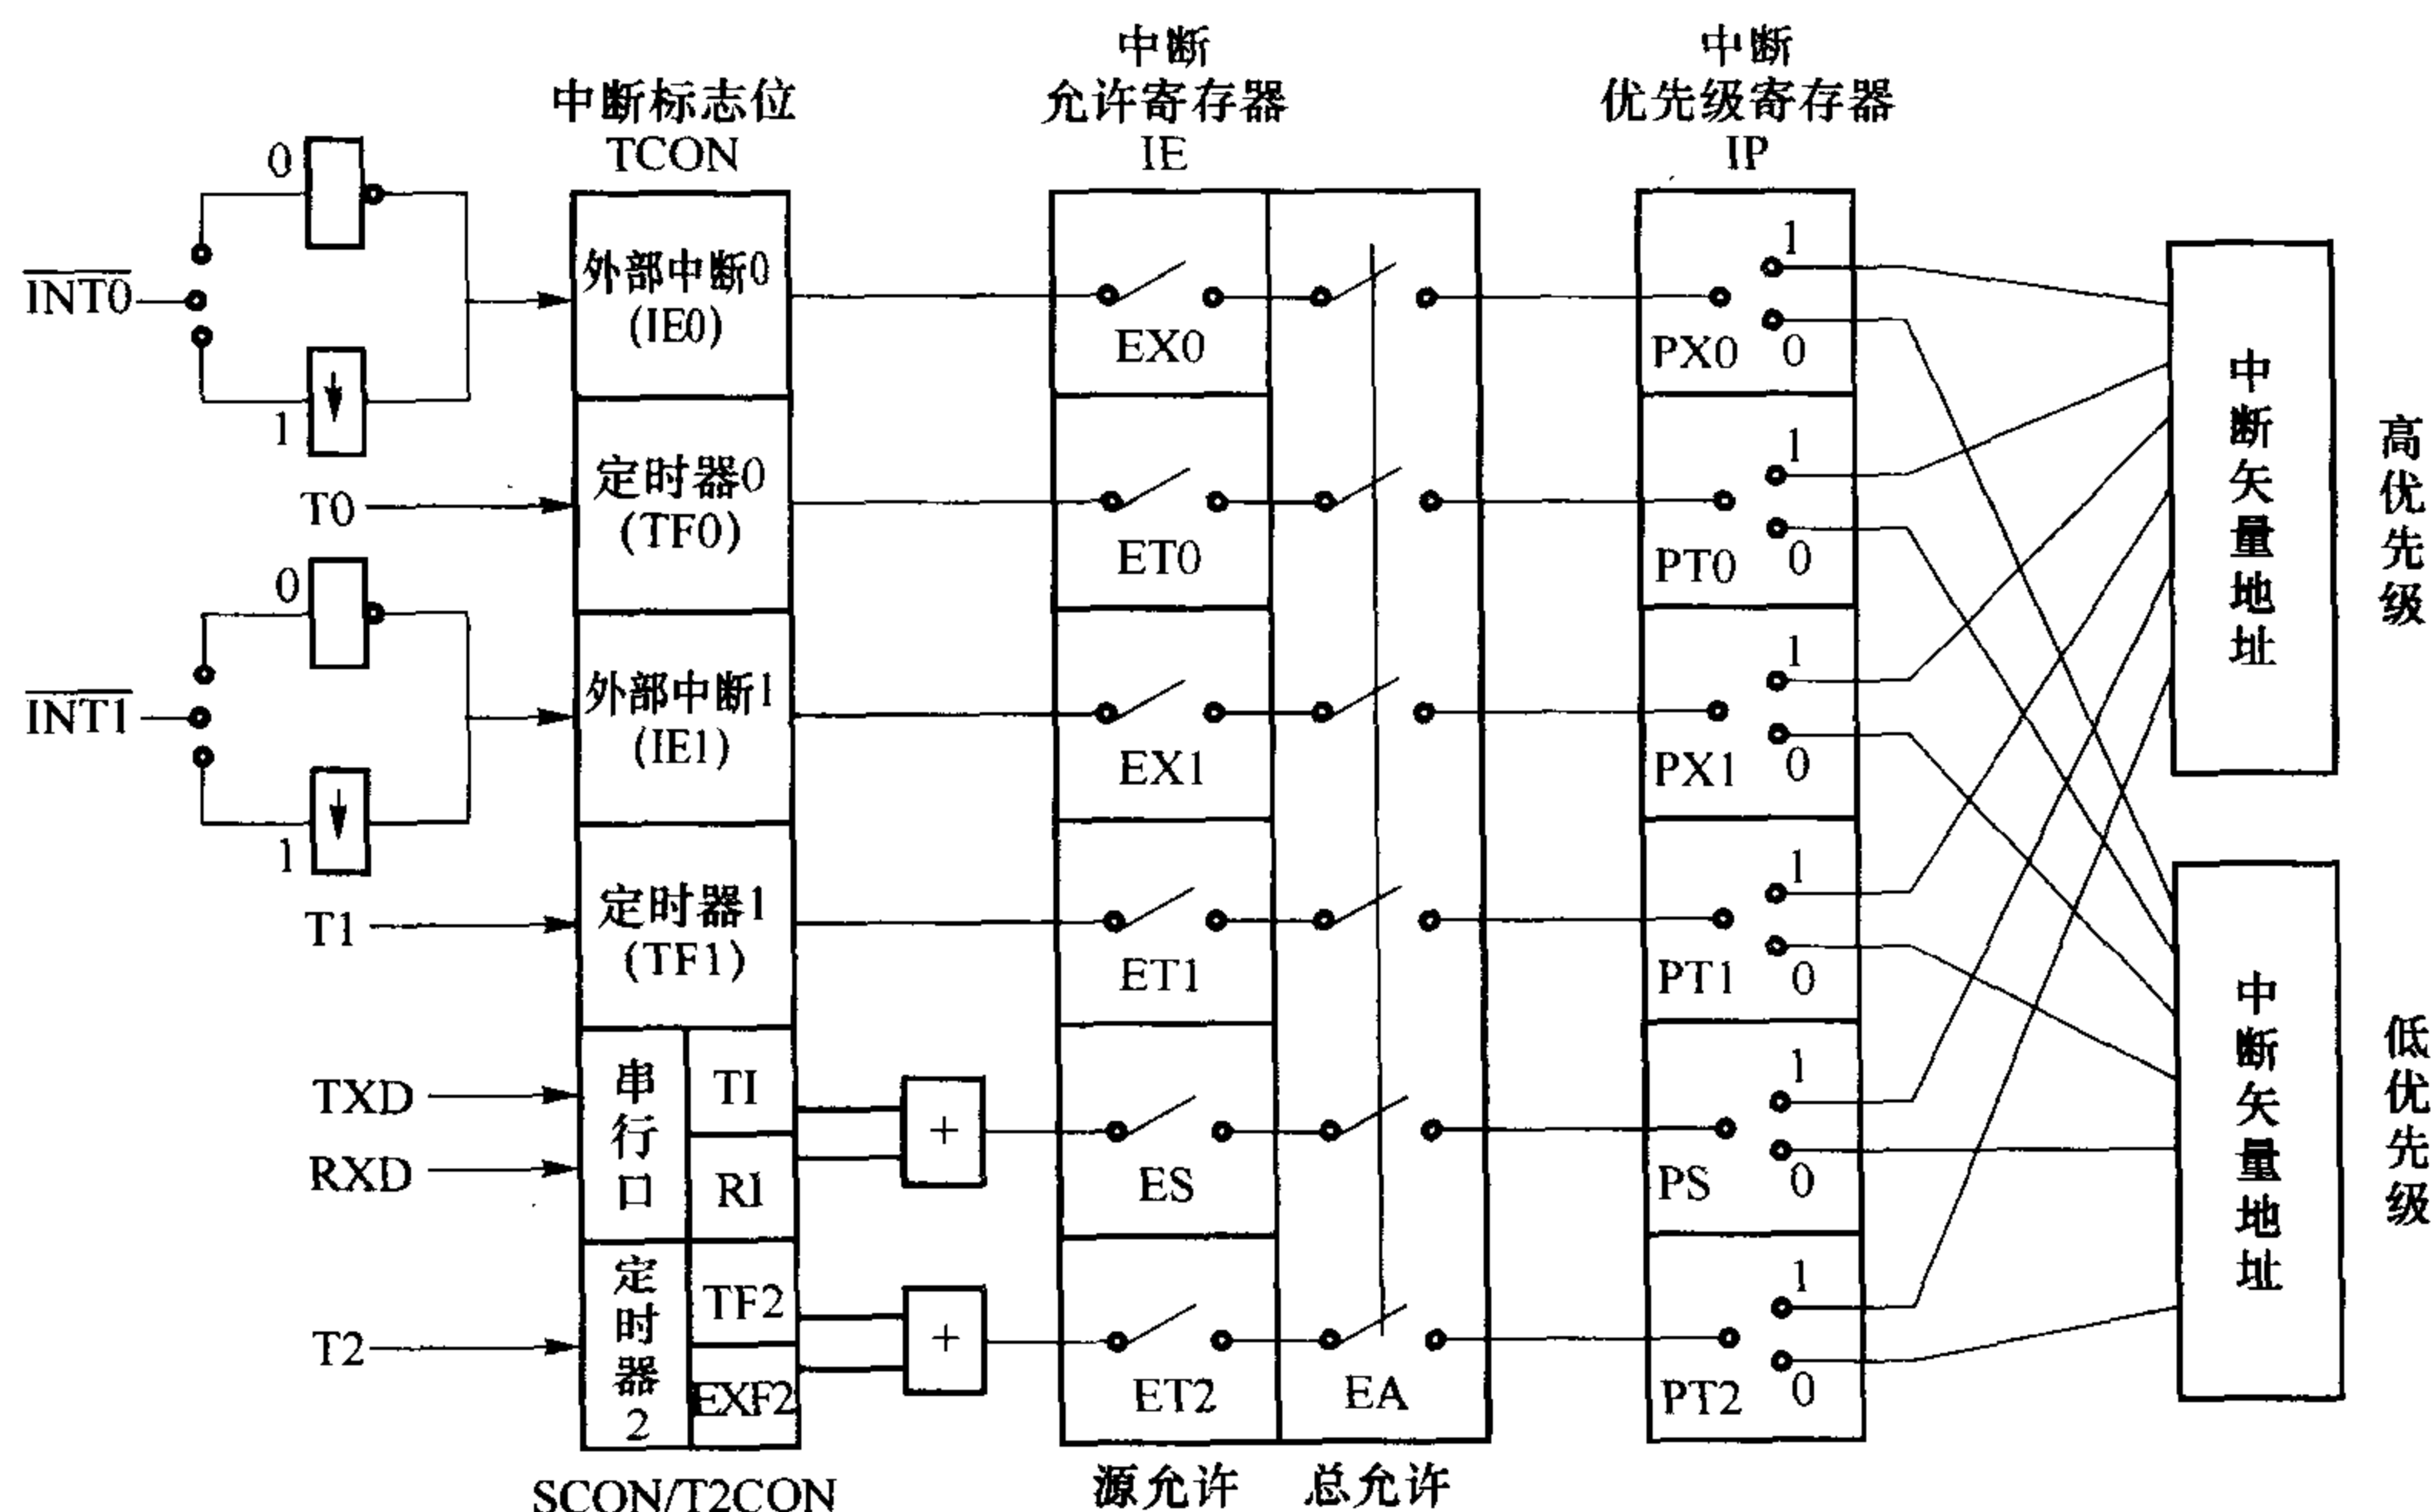 中断标志位
TCON
中断
允许寄存器
IE
中断
优先级寄存器
IP
0
INT0
1
外部中断0
(IE0)
EX0
PX0
1
0
T0
定时器0
(TF0)
ET0
PT0
1
0
0
INT1
1
外部中断1
(IE1)
EX1
PX1
1
0
T1
定时器1
(TF1)
ET1
PT1
1
0
TXD
RXD
串行口
TI
RI
+
ES
PS
1
0
T2
定时器2
TF2
EXF2
+
ET2
EA
PT2
1
0
中断矢量地址
高优先级
中断矢量地址
低优先级
SCON/T2CON
源允许
总允许